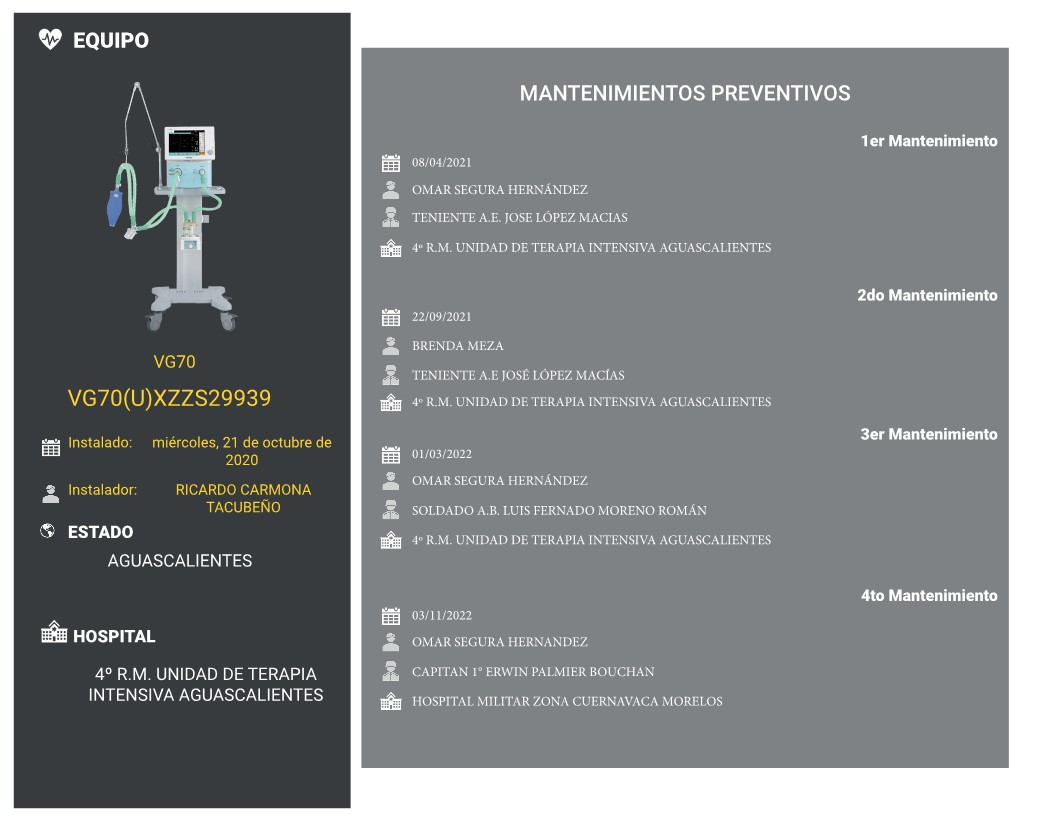 EQUIPO
VG70
VG70(U)XZZS29939
Instalado: miércoles, 21 de octubre de
2020
Instalador: RICARDO CARMONA
TACUBEÑO
ESTADO
AGUASCALIENTES
HOSPITAL
4º R.M. UNIDAD DE TERAPIA
INTENSIVA AGUASCALIENTES
MANTENIMIENTOS PREVENTIVOS
1er Mantenimiento
08/04/2021
OMAR SEGURA HERNÁNDEZ
TENIENTE A.E. JOSE LÓPEZ MACIAS
4º R.M. UNIDAD DE TERAPIA INTENSIVA AGUASCALIENTES
2do Mantenimiento
22/09/2021
BRENDA MEZA
TENIENTE A.E JOSÉ LÓPEZ MACÍAS
4º R.M. UNIDAD DE TERAPIA INTENSIVA AGUASCALIENTES
3er Mantenimiento
01/03/2022
OMAR SEGURA HERNÁNDEZ
SOLDADO A.B. LUIS FERNADO MORENO ROMÁN
4º R.M. UNIDAD DE TERAPIA INTENSIVA AGUASCALIENTES
4to Mantenimiento
03/11/2022
OMAR SEGURA HERNANDEZ
CAPITAN 1° ERWIN PALMIER BOUCHAN
HOSPITAL MILITAR ZONA CUERNAVACA MORELOS